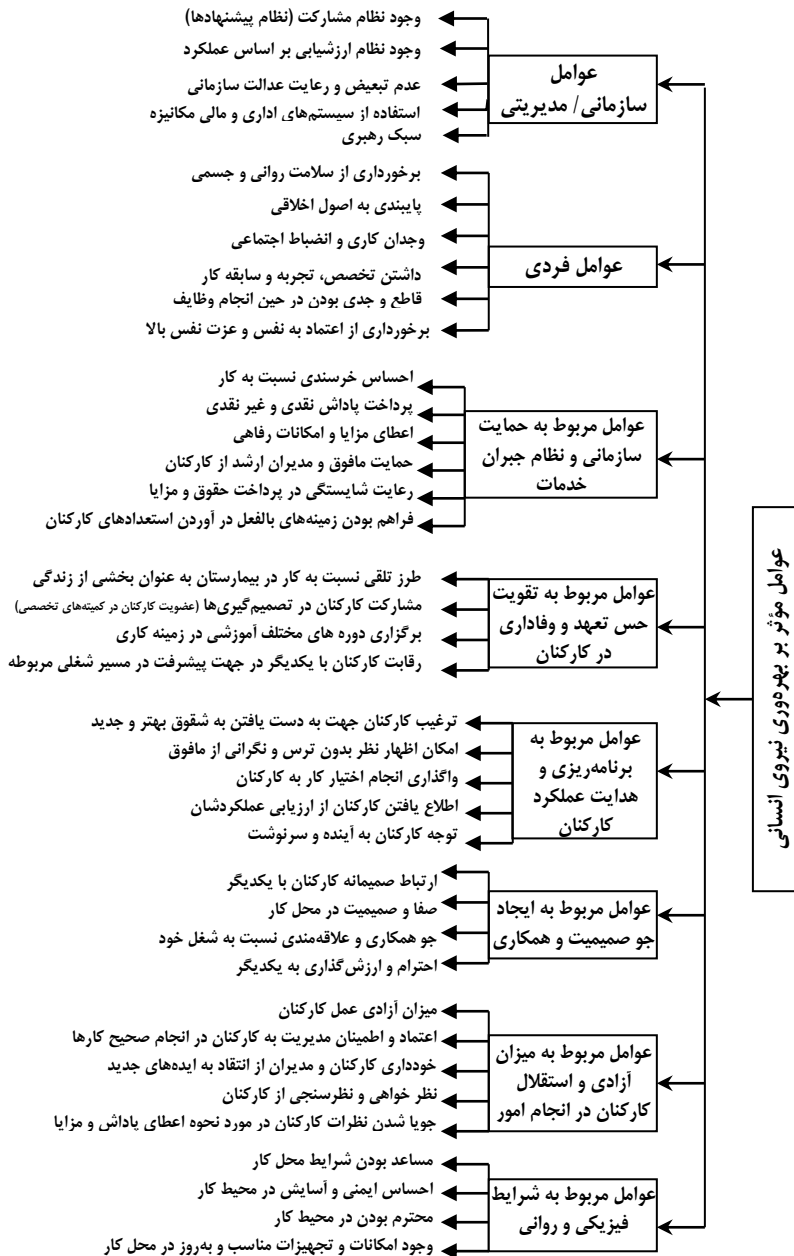 عوامل مؤثر بر بهره‌وری نیروی انسانی
عوامل
سازمانی/ مدیریتی
وجود نظام مشارکت (نظام پیشنهادها)
وجود نظام ارزشیابی بر اساس عملکرد
عدم تبعیض و رعایت عدالت سازمانی
استفاده از سیستم‌های اداری و مالی مکانیزه
سبک رهبری
عوامل فردی
برخورداری از سلامت روانی و جسمی
پایبندی به اصول اخلاقی
وجدان کاری و انضباط اجتماعی
داشتن تخصص، تجربه و سابقه کار
قاطع و جدی بودن در حین انجام وظایف
برخورداری از اعتماد به نفس و عزت نفس بالا
عوامل مربوط به حمایت
سازمانی و نظام جبران
خدمات
احساس خرسندی نسبت به کار
پرداخت پاداش نقدی و غیر نقدی
اعطای مزایا و امکانات رفاهی
حمایت مافوق و مدیران ارشد از کارکنان
رعایت شایستگی در پرداخت حقوق و مزایا
فراهم بودن زمینه‌های بالفعل در آوردن استعدادهای کارکنان
عوامل مربوط به تقویت
حس تعهد و وفاداری
در کارکنان
طرز تلقی نسبت به کار در بیمارستان به عنوان بخشی از زندگی
مشارکت کارکنان در تصمیم‌گیری‌ها (عضویت کارکنان در کمیته‌های تخصصی)
برگزاری دوره های مختلف آموزشی در زمینه کاری
رقابت کارکنان با یکدیگر در جهت پیشرفت در مسیر شغلی مربوطه
عوامل مربوط به
برنامه‌ریزی و
هدایت عملکرد
کارکنان
ترغیب کارکنان جهت به دست یافتن به شقوق بهتر و جدید
امکان اظهار نظر بدون ترس و نگرانی از مافوق
واگذاری انجام اختیار کار به کارکنان
اطلاع یافتن کارکنان از ارزیابی عملکردشان
توجه کارکنان به آینده و سرنوشت
عوامل مربوط به ایجاد
جو صمیمیت و همکاری
ارتباط صمیمانه کارکنان با یکدیگر
صفا و صمیمیت در محل کار
جو همکاری و علاقه‌مندی نسبت به شغل خود
احترام و ارزش‌گذاری به یکدیگر
عوامل مربوط به میزان
آزادی و استقلال
کارکنان در انجام امور
میزان آزادی عمل کارکنان
اعتماد و اطمینان مدیریت به کارکنان در انجام صحیح کارها
خودداری کارکنان و مدیران از انتقاد به ایده‌های جدید
نظر خواهی و نظرسنجی از کارکنان
جویا شدن نظرات کارکنان در مورد نحوه اعطای پاداش و مزایا
عوامل مربوط به شرایط
فیزیکی و روانی
مساعد بودن شرایط محل کار
احساس ایمنی و آسایش در محیط کار
محترم بودن در محیط کار
وجود امکانات و تجهیزات مناسب و به‌روز در محل کار